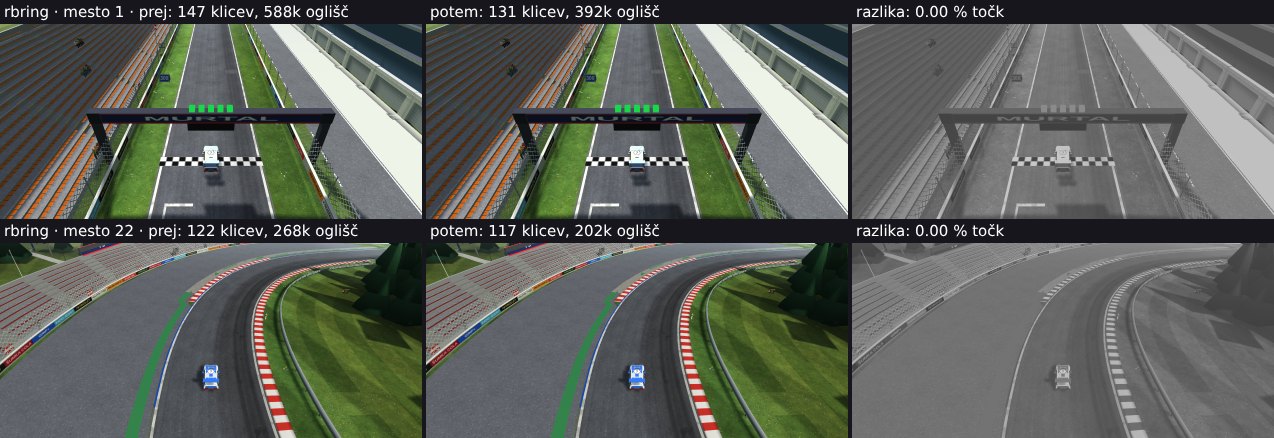 rbring · mesto 1 · prej: 147 klicev, 588k oglišč
potem: 131 klicev, 392k oglišč
razlika: 0.00 % točk
MURTAL
MURTAL
MURTAL
rbring · mesto 22 · prej: 122 klicev, 268k oglišč
potem: 117 klicev, 202k oglišč
razlika: 0.00 % točk